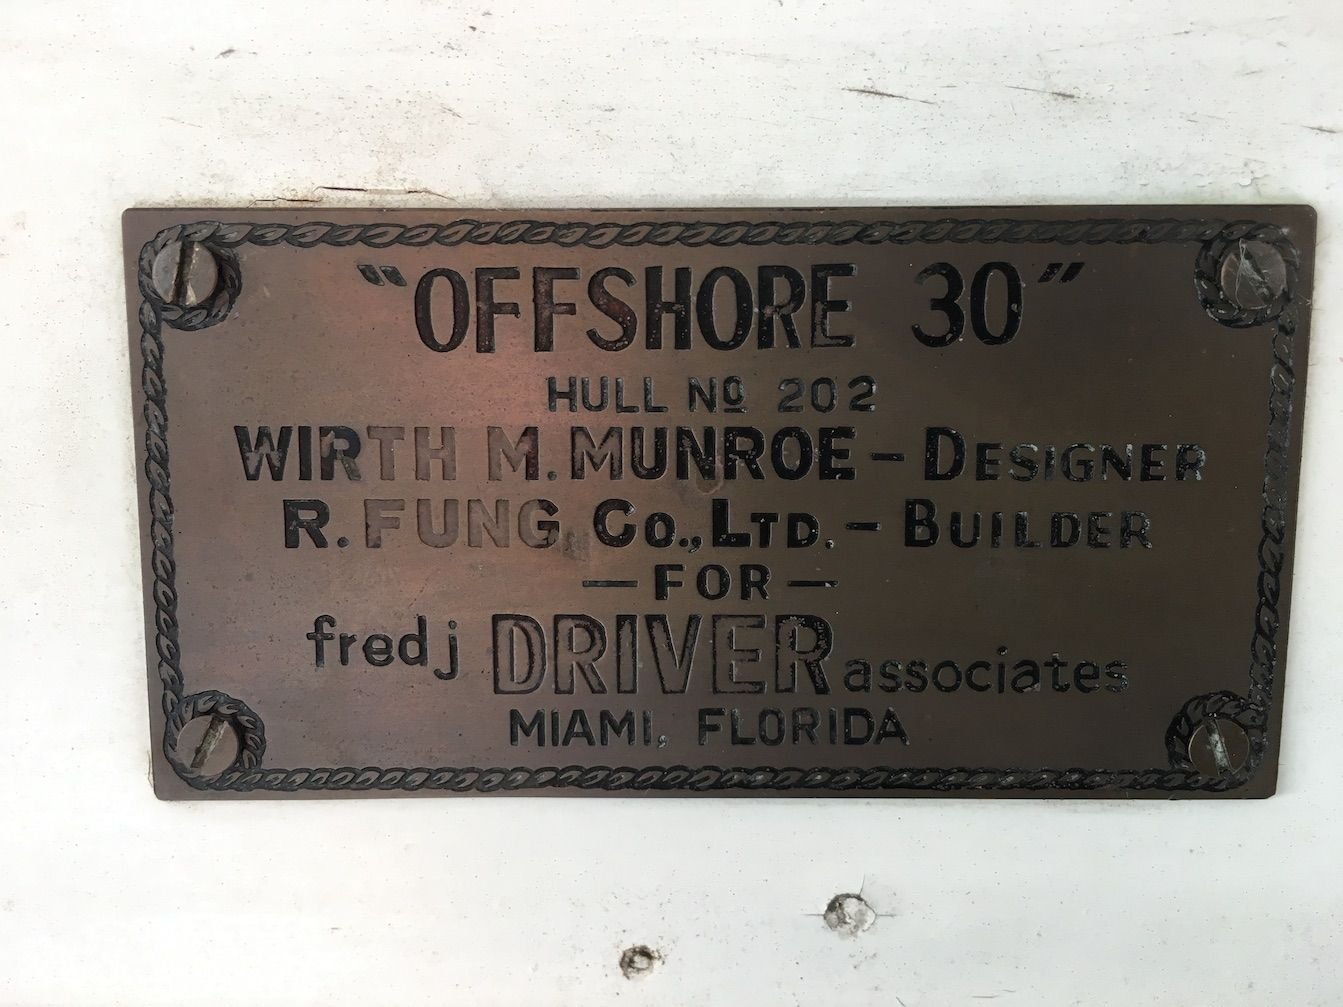 "OFFSHORE 30"
HULL Nº 202
WIRTH M. MUNROE – DESIGNER
R. FUNG Co., LTD. – BUILDER
– FOR –
fred j DRIVER associates
MIAMI, FLORIDA